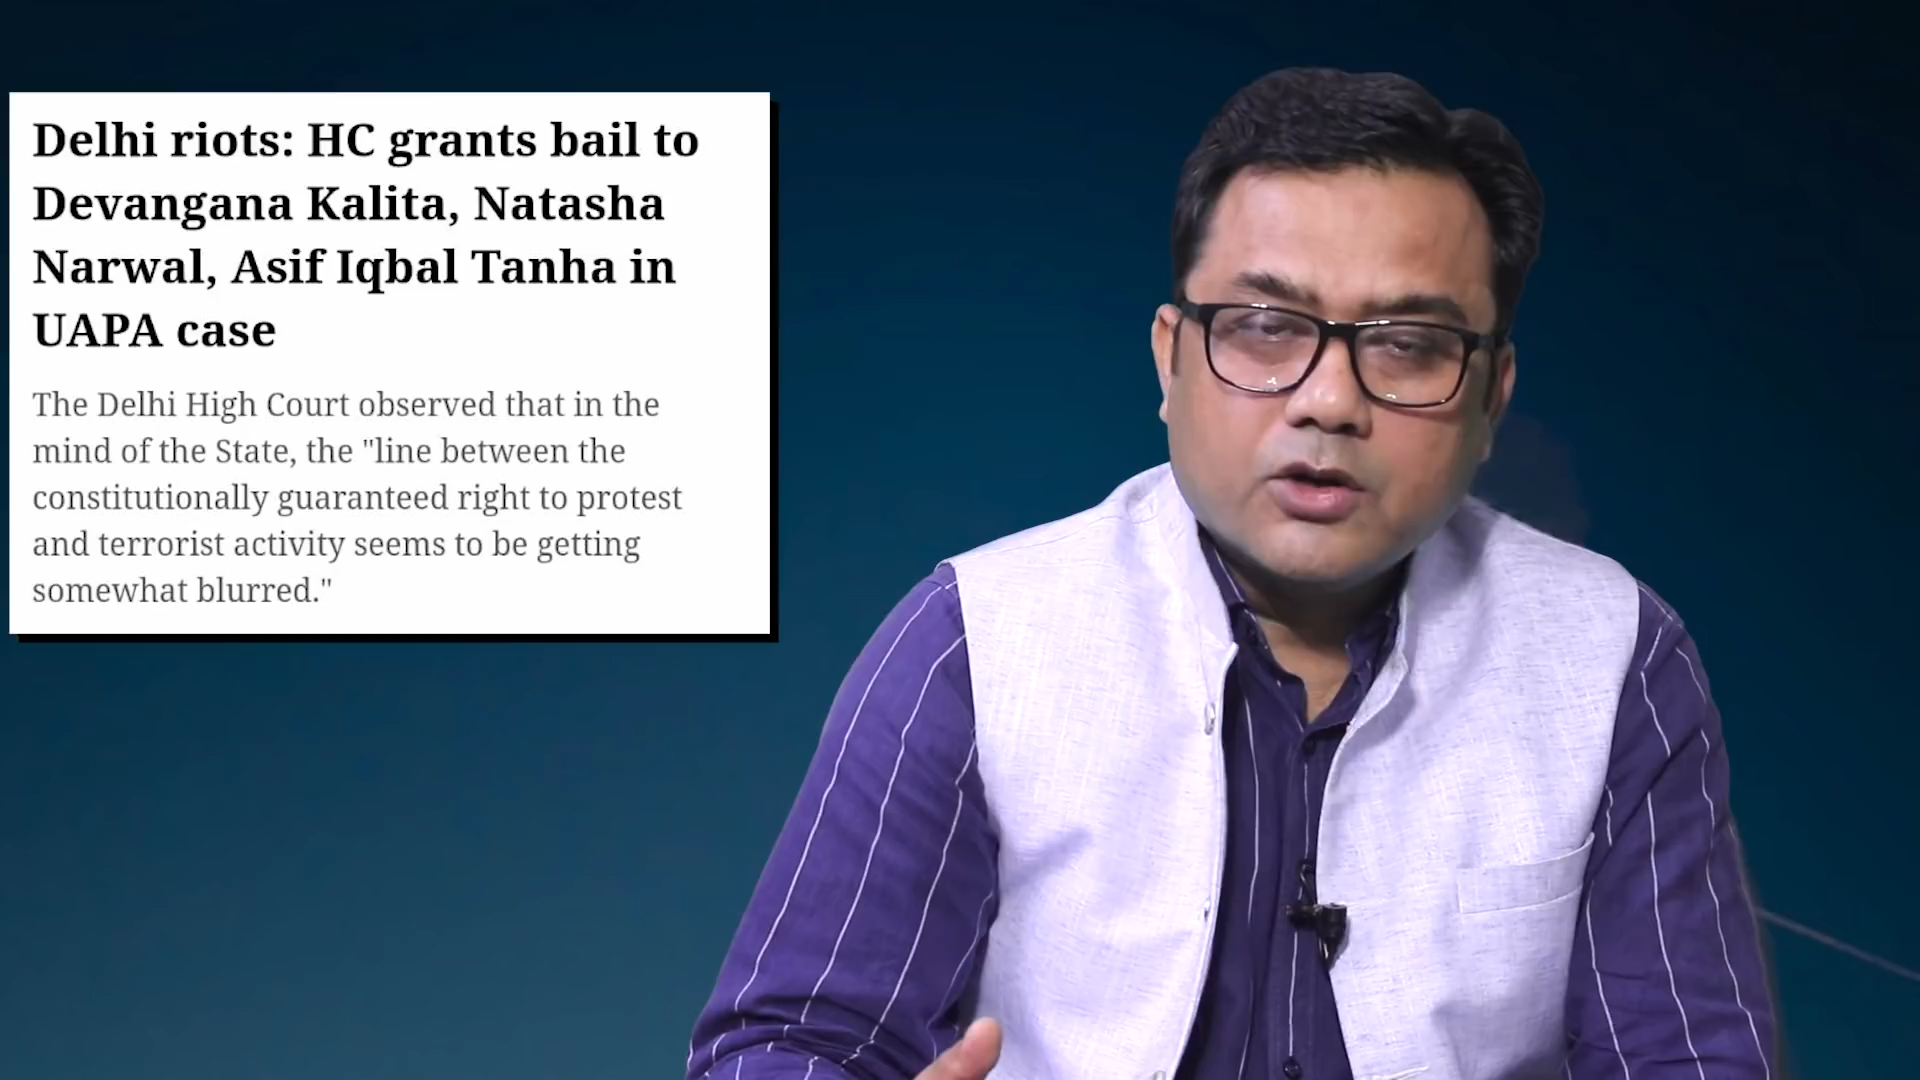 Delhi riots: HC grants bail to
Devangana Kalita, Natasha
Narwal, Asif Iqbal Tanha in
UAPA case
The Delhi High Court observed that in the
mind of the State, the "line between the
constitutionally guaranteed right to protest
and terrorist activity seems to be getting
somewhat blurred."